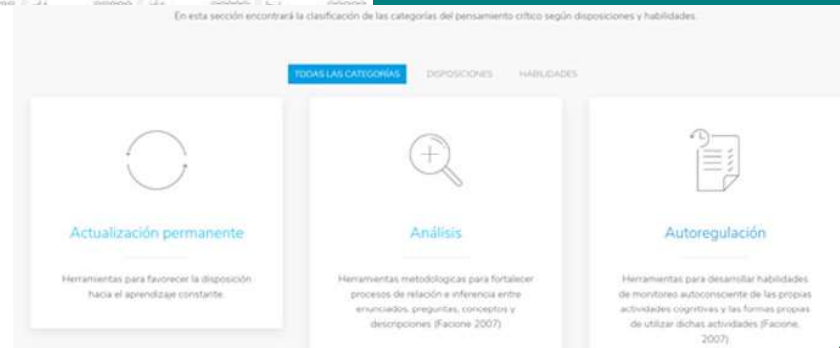 En esta sección encontrará la clasificación de las categorías del pensamiento crítico según disposiciones y habilidades.
TODAS LAS CATEGORÍAS DISPOSICIONES HABILIDADES
Actualización permanente
Herramientas para favorecer la disposición
hacia el aprendizaje constante.
Análisis
Herramientas metodologicas para fortalecer
procesos de relación e inferencia entre
enunciados, preguntas, conceptos y
descripciones (Facione 2007)
Autoregulación
Herramientas para desarrollar habilidades
de monitoreo autoconsciente de las propias
actividades cognitivas y las formas propias
de utilizar dichas actividades (Facione,
2007)